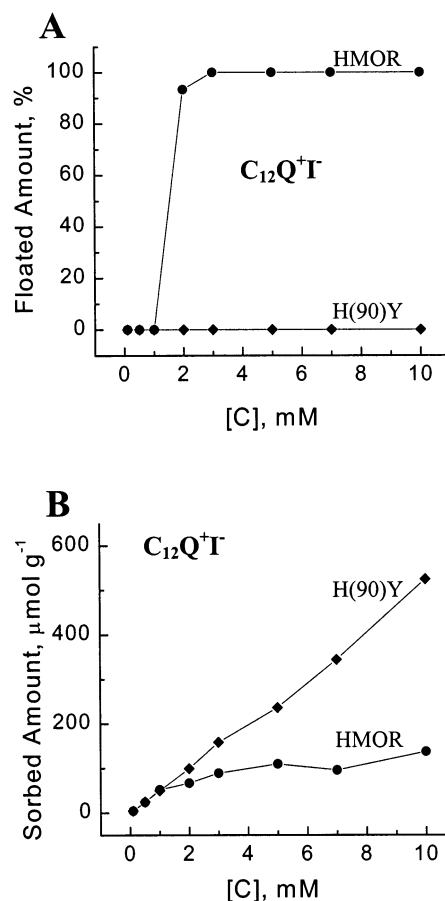 A
Floated Amount, %
100
80
60
40
20
0
HMOR
C₁₂Q⁺I⁻
H(90)Y
0 2 4 6 8 10
[C], mM
B
Sorbed Amount, μmol g⁻¹
C₁₂Q⁺I⁻
600
400
200
0
H(90)Y
HMOR
0 2 4 6 8 10
[C], mM